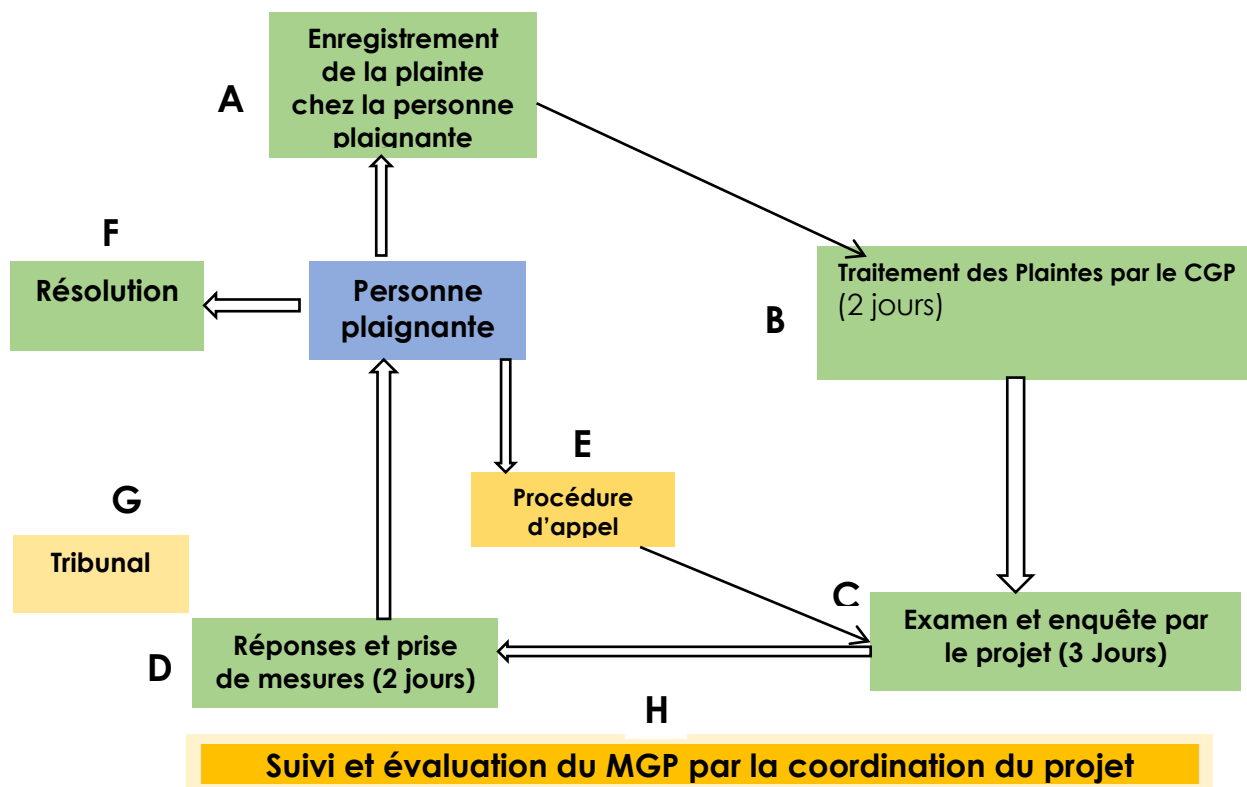 Enregistrement
de la plainte
chez la personne
plaignante
A
F
Résolution
Personne
plaignante
Traitement des Plaintes par le CGP
(2 jours)
B
E
Procédure
d'appel
G
Tribunal
C
Examen et enquête par
le projet (3 Jours)
D
Réponses et prise
de mesures (2 jours)
H
Suivi et évaluation du MGP par la coordination du projet